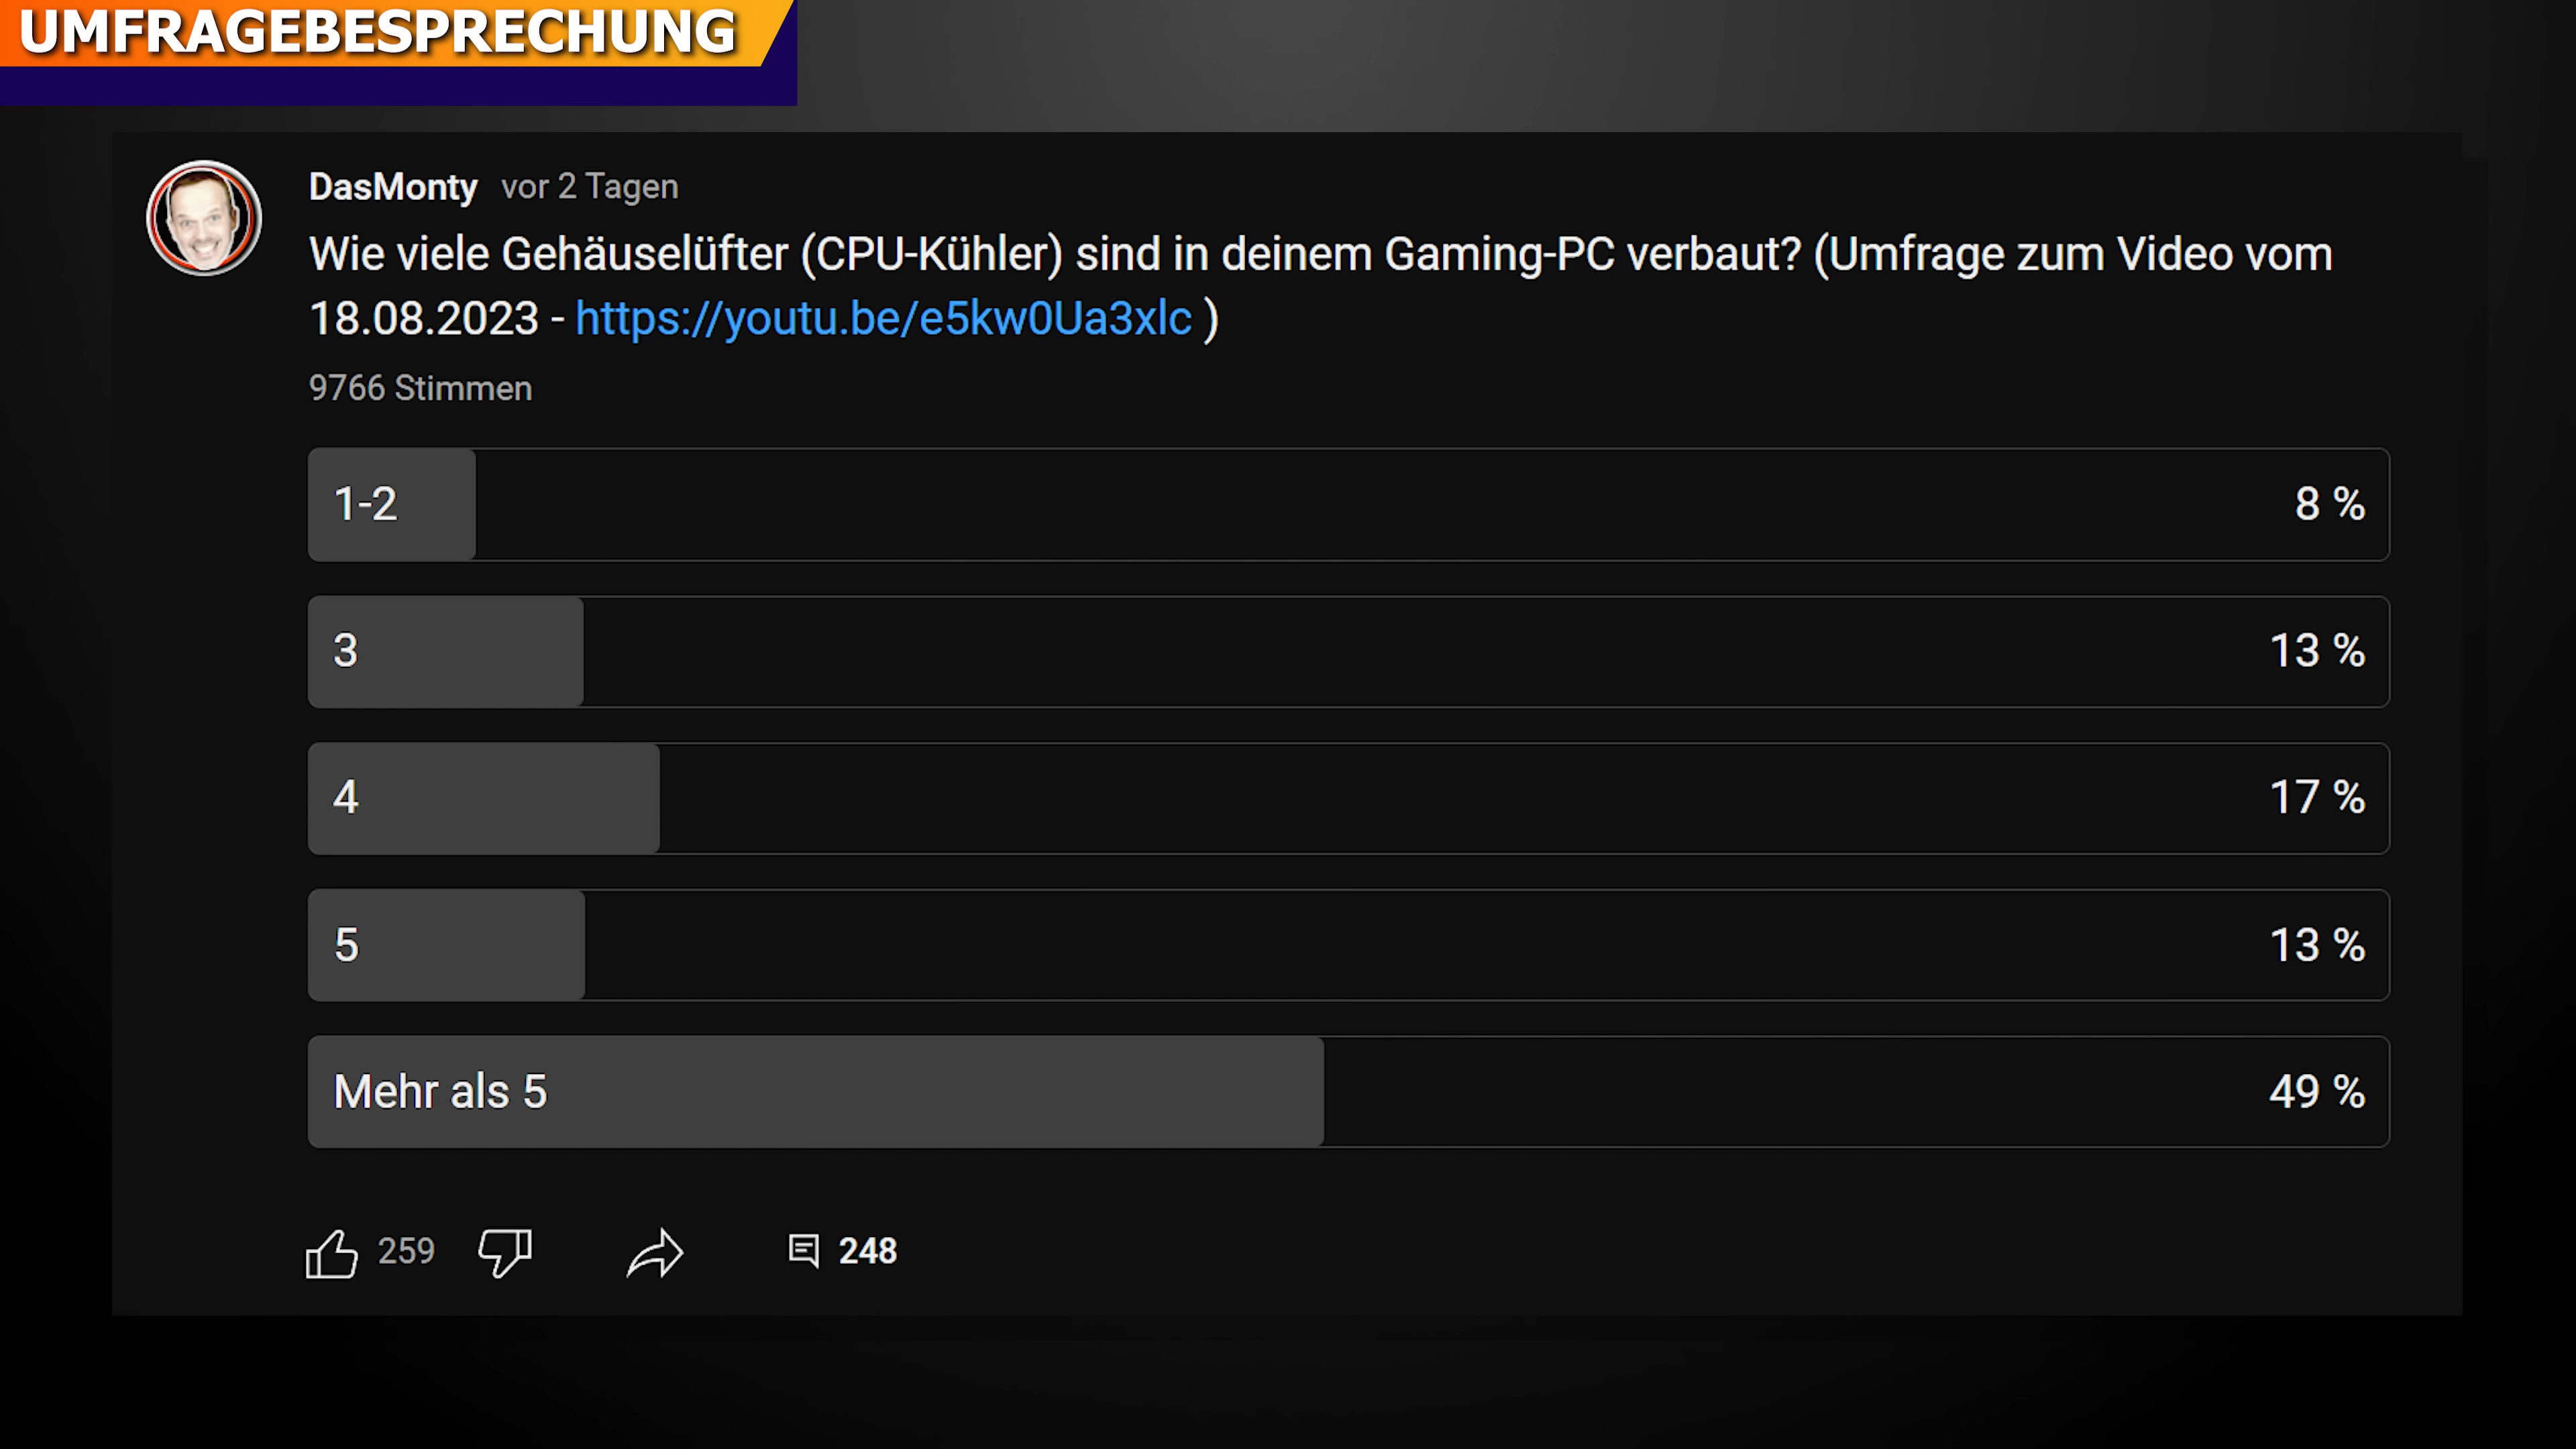 UMFRAGEBESPRECHUNG
DasMonty vor 2 Tagen
Wie viele Gehäuselüfter (CPU-Kühler) sind in deinem Gaming-PC verbaut? (Umfrage zum Video vom
18.08.2023 - https://youtu.be/e5kw0Ua3xlc )
9766 Stimmen
1-2 8 %
3 13 %
4 17 %
5 13 %
Mehr als 5 49 %
259 248